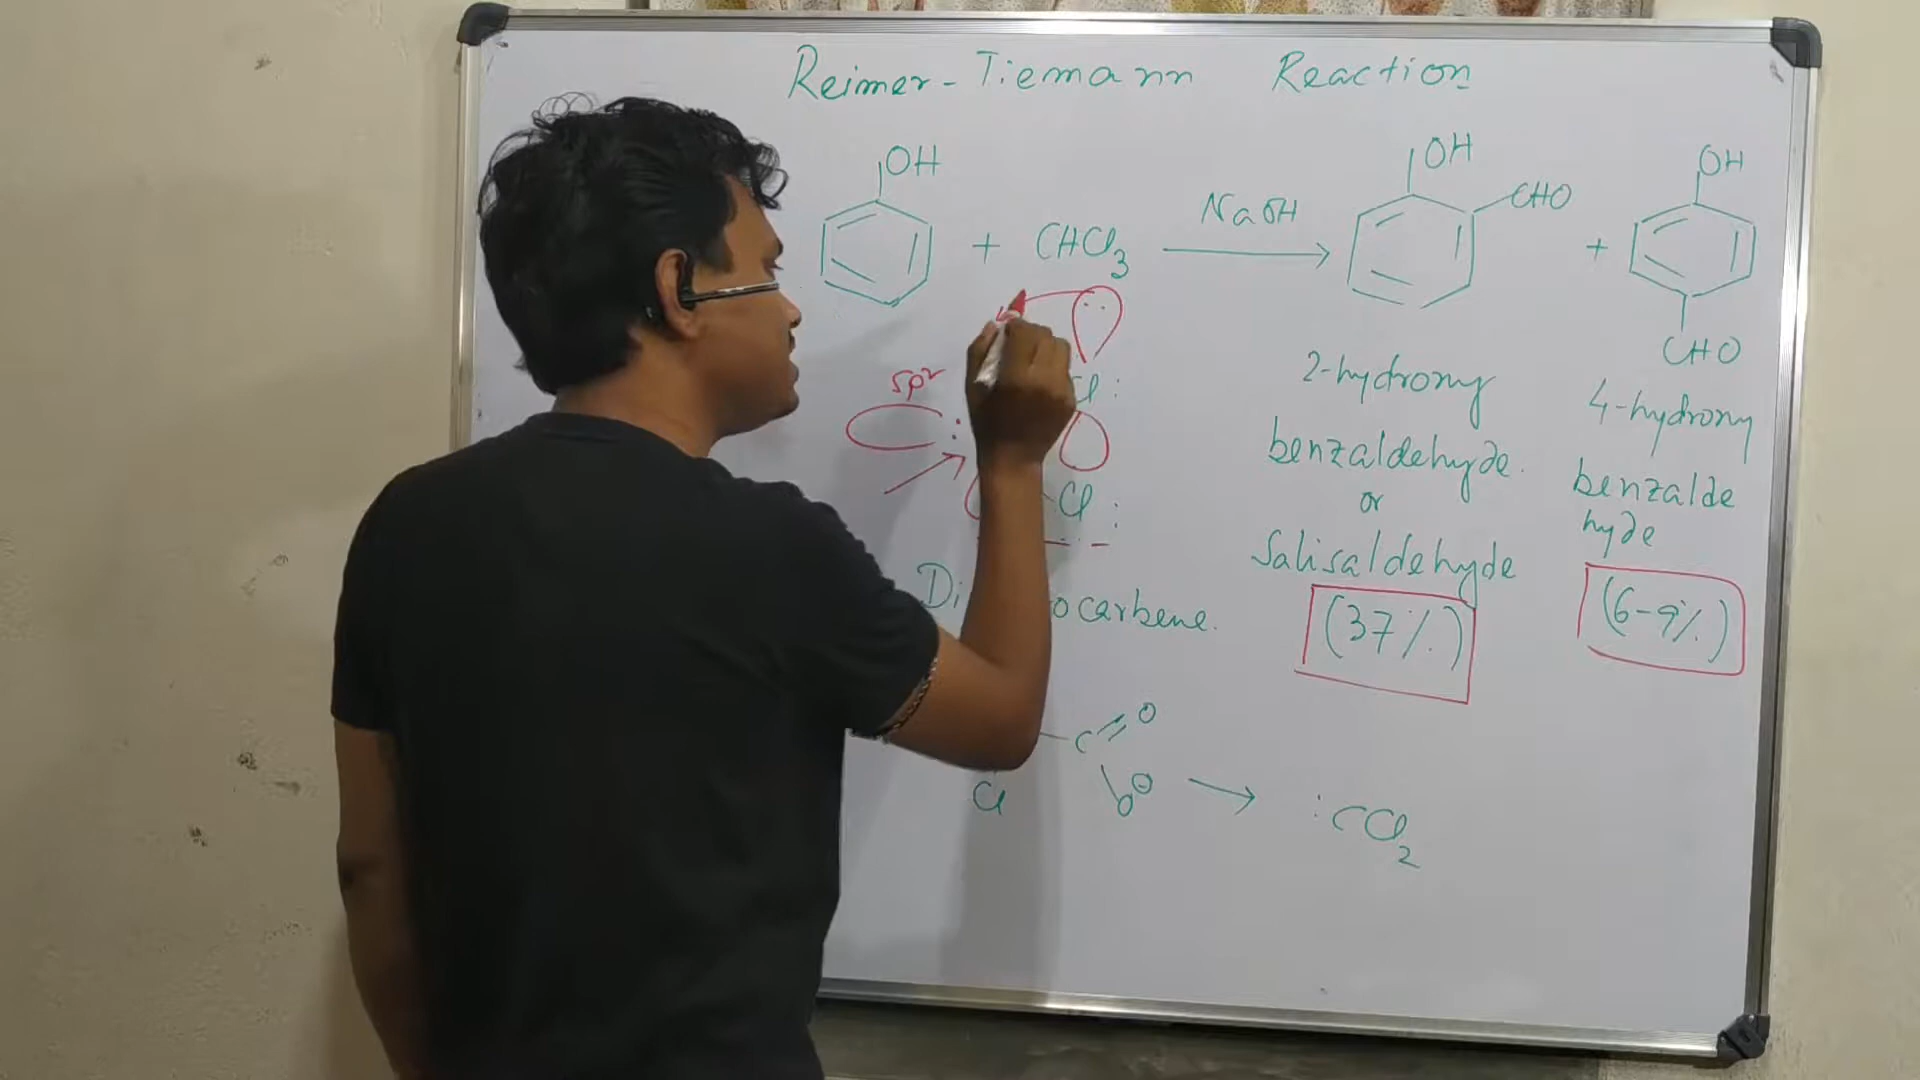 Reimer-Tiemann Reaction
OH
+ CHCl3
NaOH
OH
CHO
+
OH
CHO
sp2
Cl :
: Cl :
2-hydroxy
benzaldehyde.
or
Salisaldehyde
(37%)
4-hydroxy
benzalde
hyde
(6-9%)
carbene.
C
O
O⊖
Cl
:CCl2